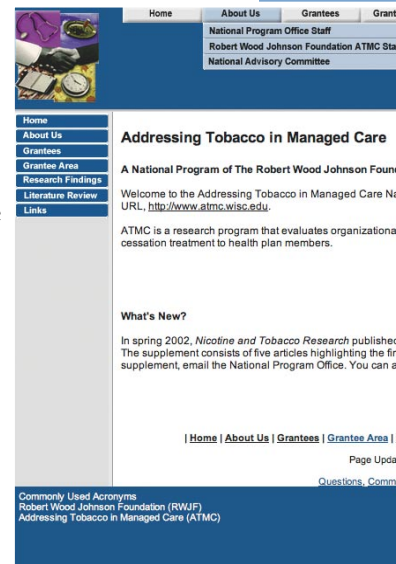 Home About Us Grantees Grant
National Program Office Staff
Robert Wood Johnson Foundation ATMC Sta
National Advisory Committee
Home
About Us
Grantees
Grantee Area
Research Findings
Literature Review
Links
Addressing Tobacco in Managed Care
A National Program of The Robert Wood Johnson Foun
Welcome to the Addressing Tobacco in Managed Care Na
URL, http://www.atmc.wisc.edu.
ATMC is a research program that evaluates organizationa
cessation treatment to health plan members.
What's New?
In spring 2002, Nicotine and Tobacco Research published
The supplement consists of five articles highlighting the fir
supplement, email the National Program Office. You can a
| Home | About Us | Grantees | Grantee Area |
Page Upda
Questions, Comm
Commonly Used Acronyms
Robert Wood Johnson Foundation (RWJF)
Addressing Tobacco in Managed Care (ATMC)